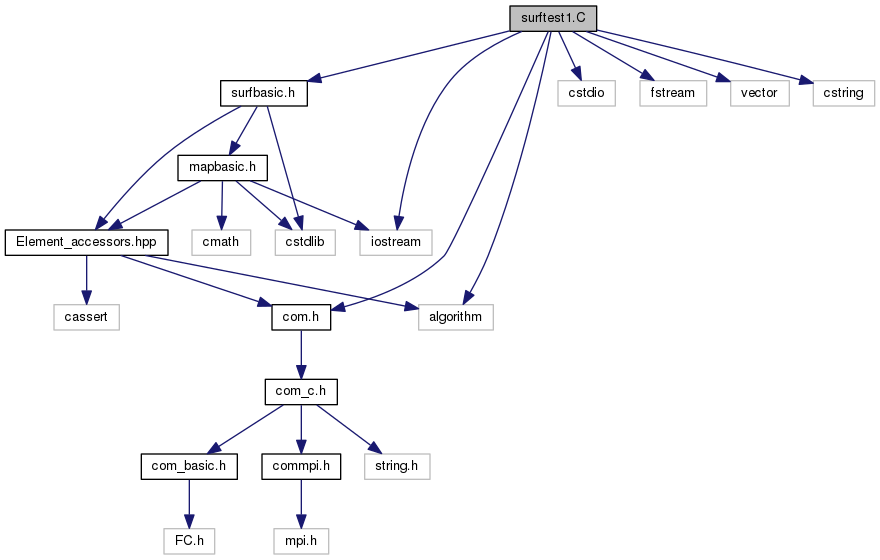 surftest1.C
surfbasic.h
cstdio
fstream
vector
cstring
mapbasic.h
Element_accessors.hpp
cmath
cstdlib
iostream
cassert
com.h
algorithm
com_c.h
com_basic.h
commpi.h
string.h
FC.h
mpi.h